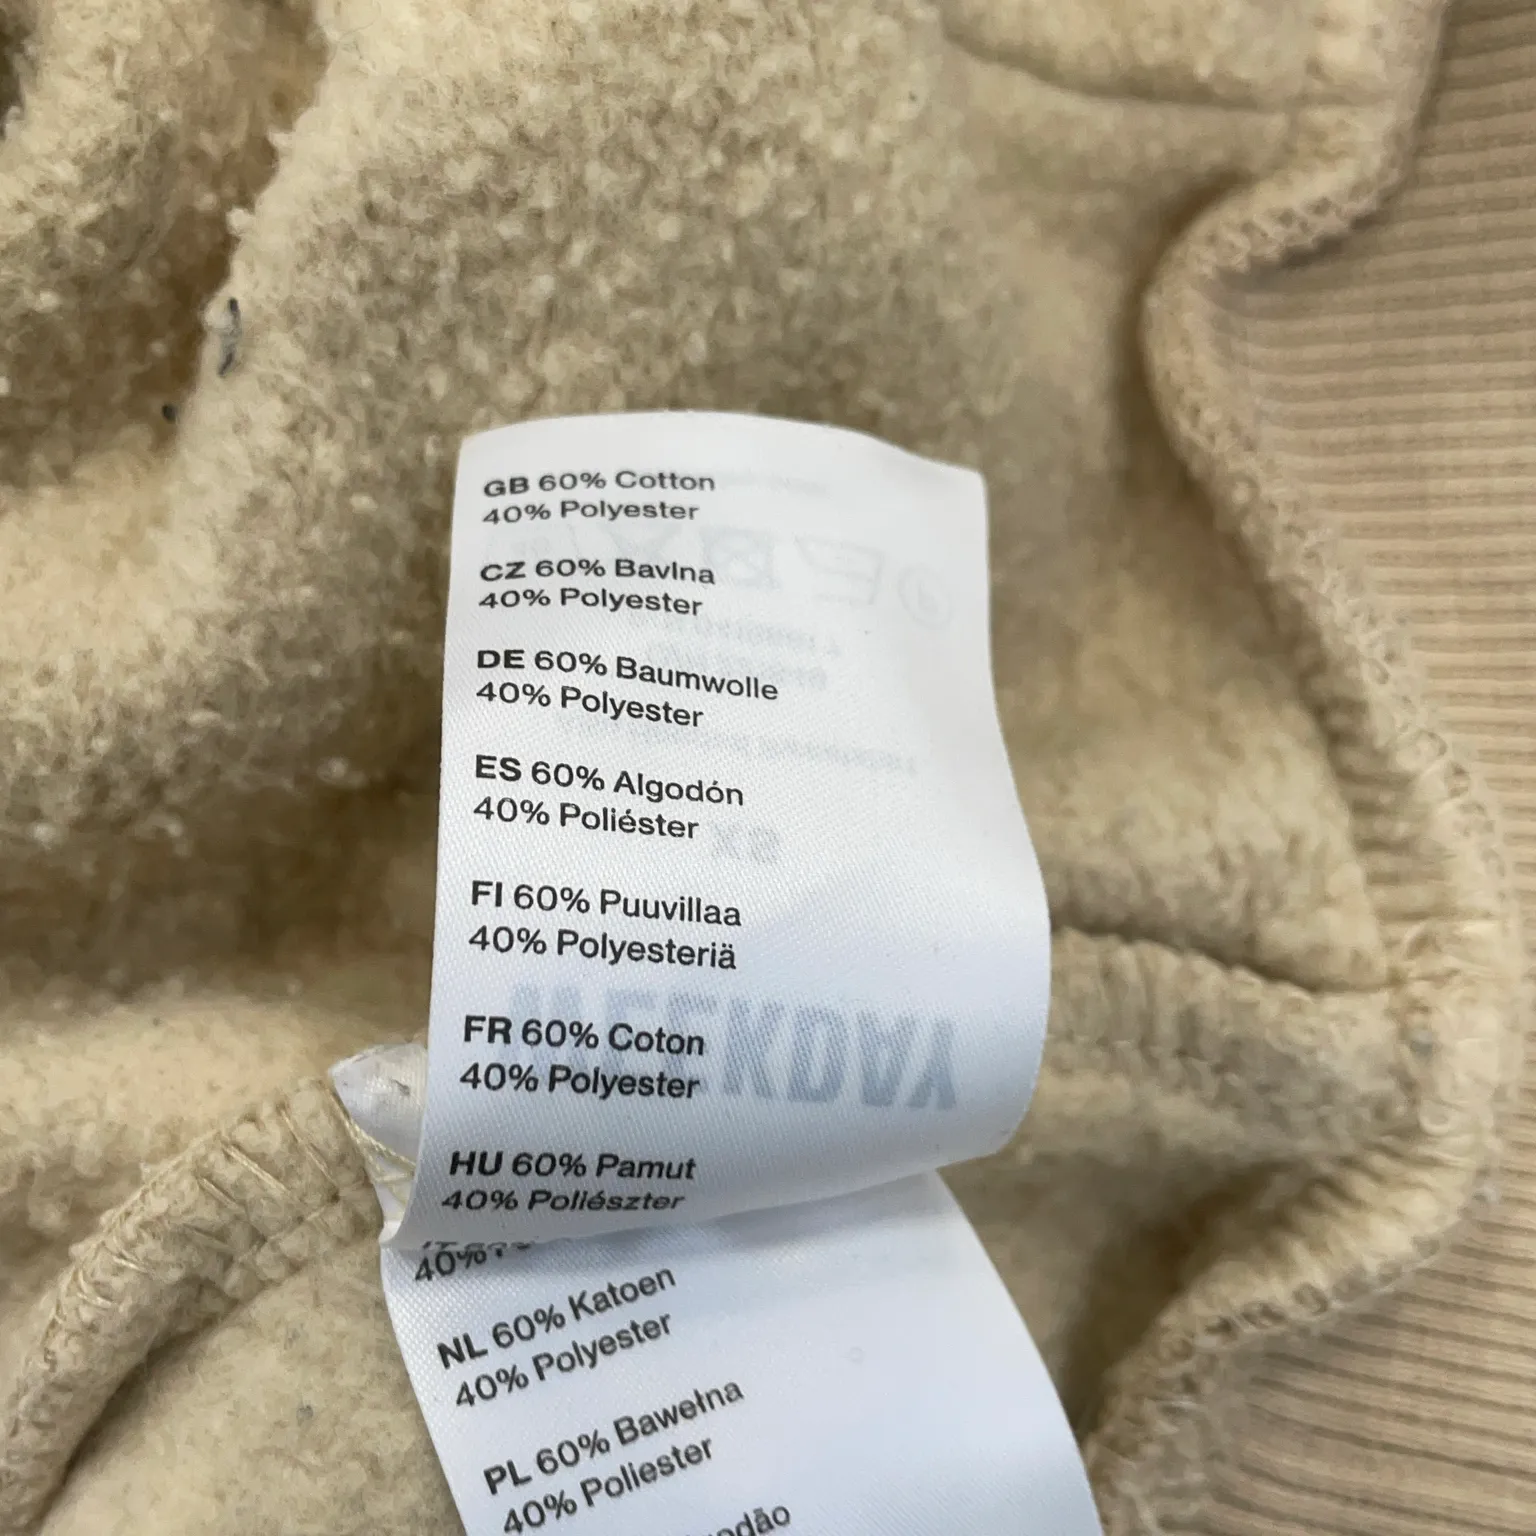 GB 60% Cotton
40% Polyester
CZ 60% Bavlna
40% Polyester
DE 60% Baumwolle
40% Polyester
ES 60% Algodón
40% Poliéster
FI 60% Puuvillaa
40% Polyesteriä
FR 60% Coton
40% Polyester
HU 60% Pamut
40% Poliészter
40%
NL 60% Katoen
40% Polyester
PL 60% Bawełna
40% Poliester